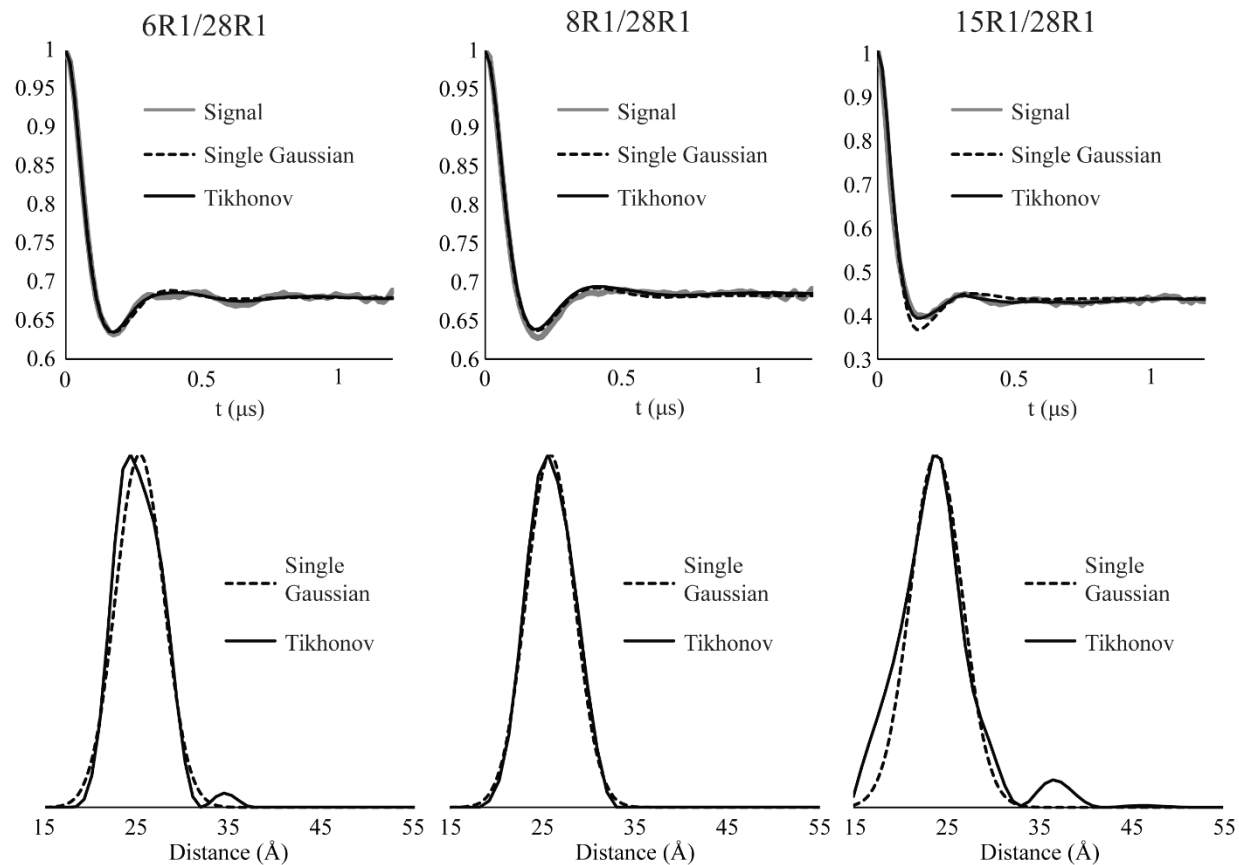 6R1/28R1
1
0.95
0.9
0.85
0.8
0.75
0.7
0.65
0.6
0
0.5
1
t (μs)
Signal
Single Gaussian
Tikhonov
8R1/28R1
1
0.95
0.9
0.85
0.8
0.75
0.7
0.65
0.6
0
0.5
1
t (μs)
Signal
Single Gaussian
Tikhonov
15R1/28R1
1
0.9
0.8
0.7
0.6
0.5
0.4
0.3
0
0.5
1
t (μs)
Signal
Single Gaussian
Tikhonov
Single
Gaussian
Tikhonov
15
25
35
45
55
Distance (Å)
Single
Gaussian
Tikhonov
15
25
35
45
55
Distance (Å)
Single
Gaussian
Tikhonov
15
25
35
45
55
Distance (Å)